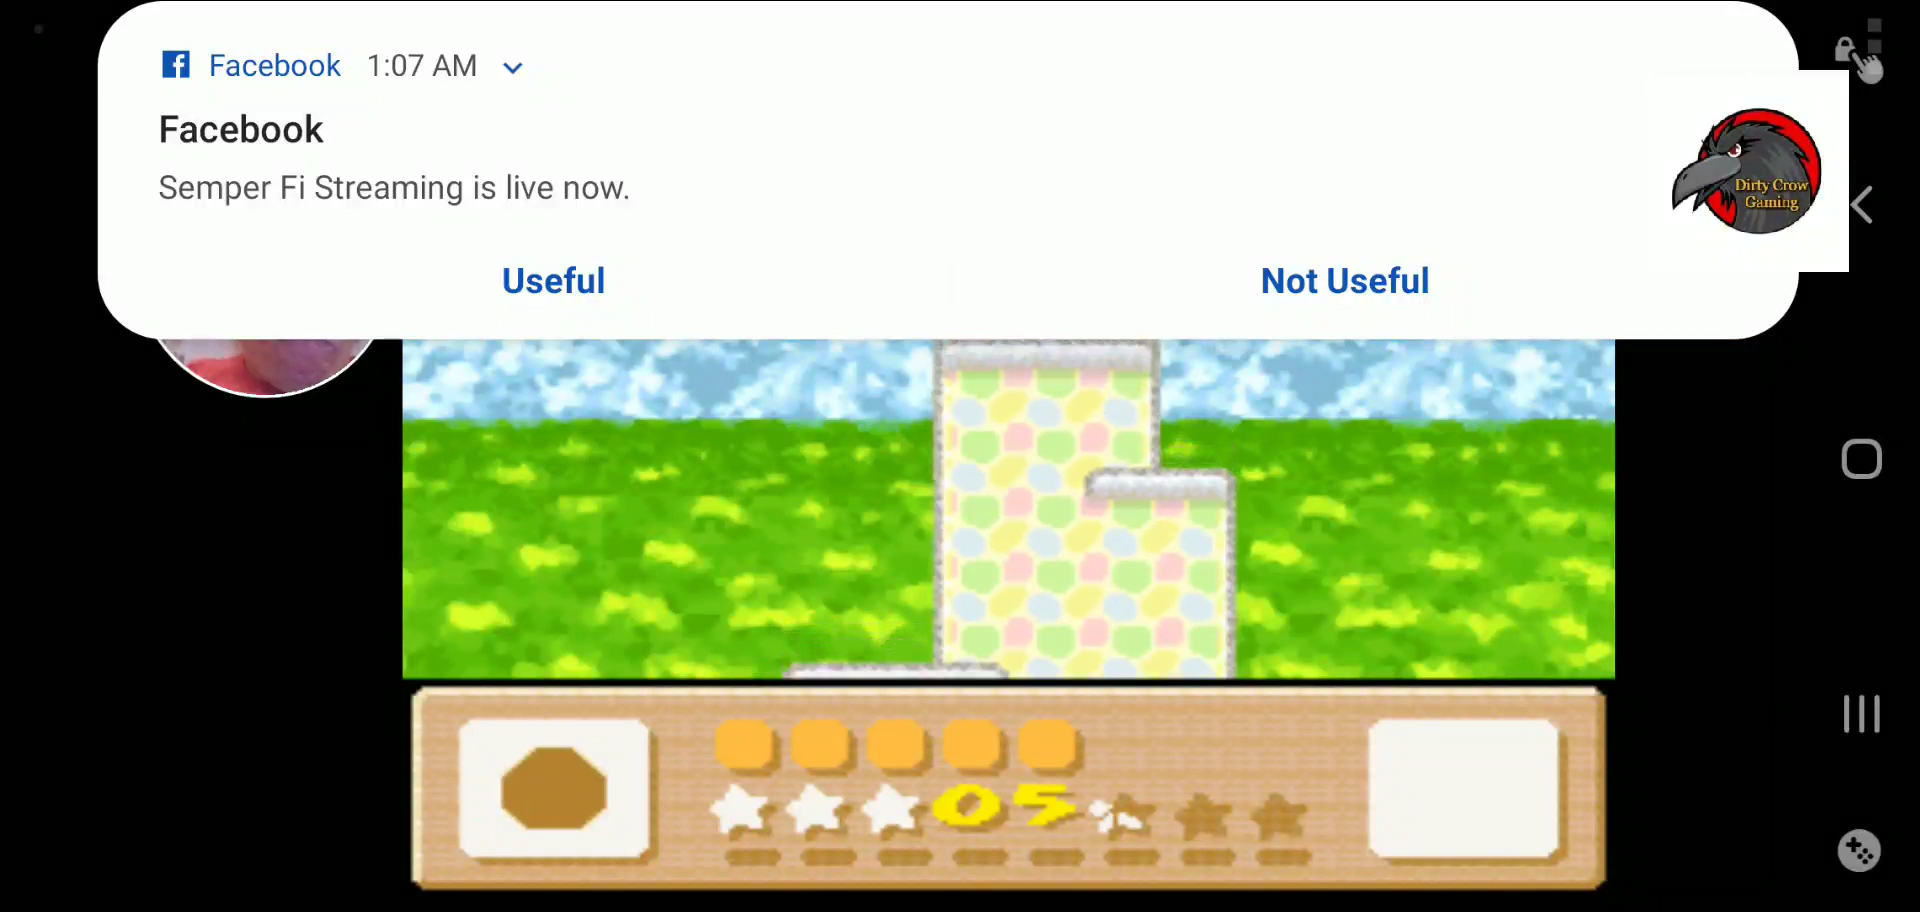 Facebook 1:07 AM
Facebook
Semper Fi Streaming is live now.
Dirty Crow
Gaming
Useful
Not Useful
05